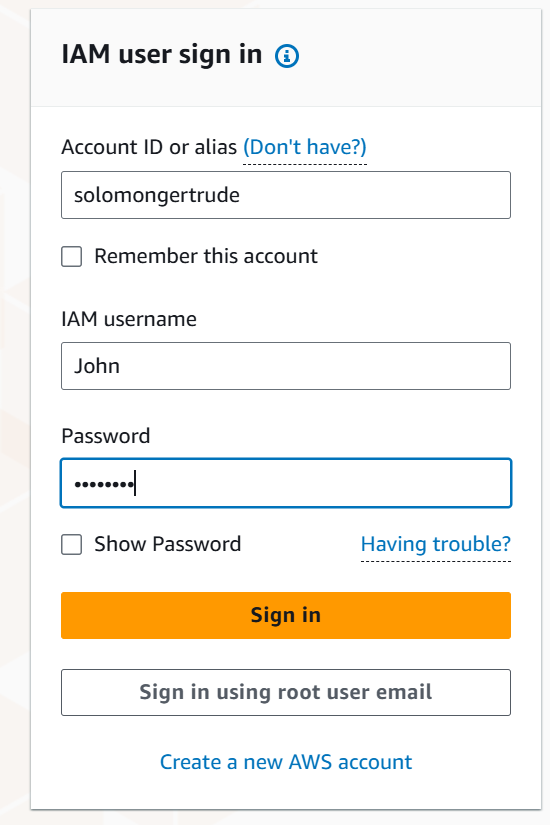 IAM user sign in
Account ID or alias (Don't have?)
solomongertrude
Remember this account
IAM username
John
Password
••••••••
Show Password Having trouble?
Sign in
Sign in using root user email
Create a new AWS account